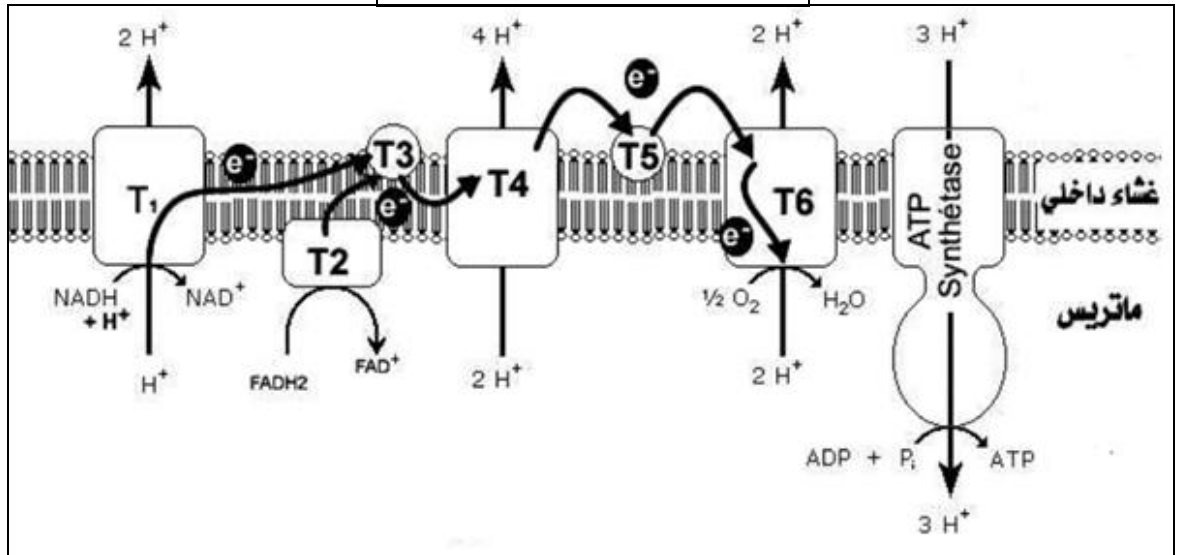 2 H⁺
4 H⁺
2 H⁺
3 H⁺
e⁻
e⁻
T₁
T3
T4
T5
غشاء داخلي
e⁻
T6
ATP Synthétase
T2
e⁻
NADH + H⁺
NAD⁺
½ O₂
H₂O
ماتريس
H⁺
FADH2
FAD⁺
2 H⁺
2 H⁺
ADP + Pᵢ
ATP
3 H⁺